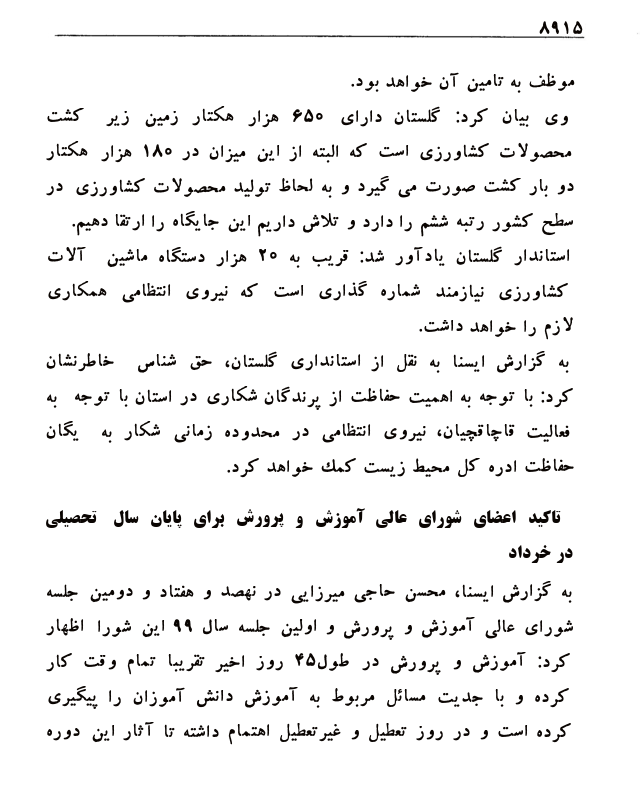 ۸۹۱۵
موظف به تامین آن خواهد بود.
وی بیان کرد: گلستان دارای ۶۵۰ هزار هکتار زمین زیر کشت
محصولات کشاورزی است که البته از این میزان در ۱۸۰ هزار هکتار
دو بار کشت صورت می گیرد و به لحاظ تولید محصولات کشاورزی در
سطح کشور رتبه ششم را دارد و تلاش داریم این جایگاه را ارتقا دهیم.
استاندار گلستان یادآور شد: قریب به ۲۰ هزار دستگاه ماشین آلات
کشاورزی نیازمند شماره گذاری است که نیروی انتظامی همکاری
لازم را خواهد داشت.
به گزارش ایسنا به نقل از استانداری گلستان، حق شناس خاطرنشان
کرد: با توجه به اهمیت حفاظت از پرندگان شکاری در استان با توجه به
فعالیت قاچاقچیان، نیروی انتظامی در محدوده زمانی شکار به یگان
حفاظت ادره کل محیط زیست کمك خواهد کرد.
تاکید اعضای شورای عالی آموزش و پرورش برای پایان سال تحصیلی
در خرداد
به گزارش ایسنا، محسن حاجی میرزایی در نهصد و هفتاد و دومین جلسه
شورای عالی آموزش و پرورش و اولین جلسه سال ۹۹ این شورا اظهار
کرد: آموزش و پرورش در طول۴۵ روز اخیر تقریبا تمام وقت کار
کرده و با جدیت مسائل مربوط به آموزش دانش آموزان را پیگیری
کرده است و در روز تعطیل و غیرتعطیل اهتمام داشته تا آثار این دوره